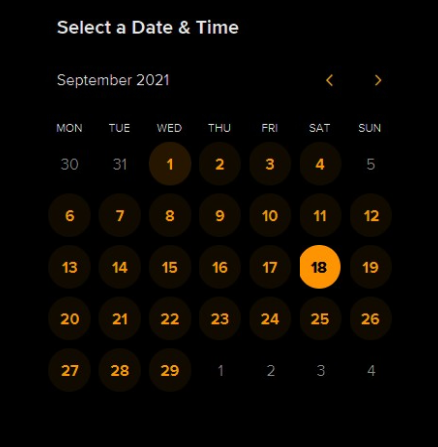 Select a Date & Time
September 2021 < >
MON TUE WED THU FRI SAT SUN
30 31 1 2 3 4 5
6 7 8 9 10 11 12
13 14 15 16 17 18 19
20 21 22 23 24 25 26
27 28 29 1 2 3 4